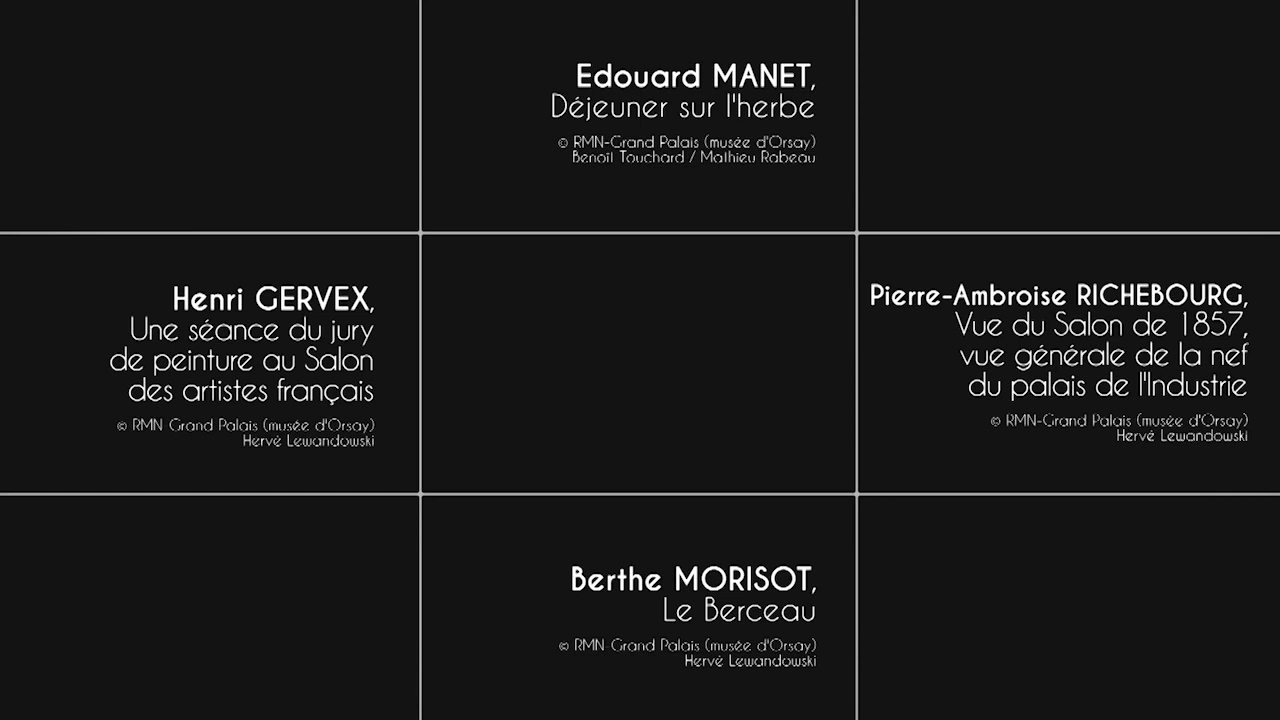 Edouard MANET,
Déjeuner sur l'herbe
© RMN-Grand Palais (musée d'Orsay)
Benoît Touchard / Mathieu Rabeau
Henri GERVEX,
Une séance du jury
de peinture au Salon
des artistes français
© RMN Grand Palais (musée d'Orsay)
Hervé Lewandowski
Pierre-Ambroise RICHEBOURG,
Vue du Salon de 1857,
vue générale de la nef
du palais de l'Industrie
© RMN-Grand Palais (musée d'Orsay)
Hervé Lewandowski
Berthe MORISOT,
Le Berceau
© RMN-Grand Palais (musée d'Orsay)
Hervé Lewandowski